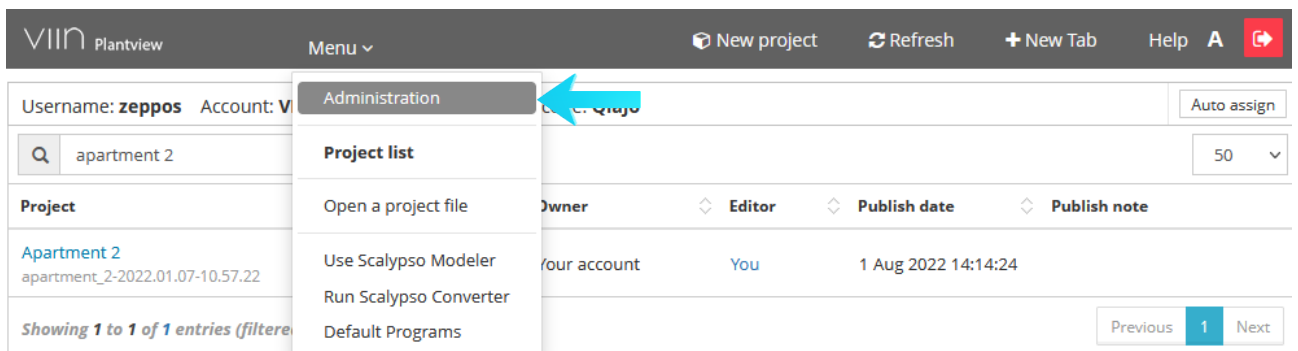 VIIN Plantview Menu New project Refresh New Tab Help A
Username: zeppos Account: V Administration Auto assign
apartment 2 50
Project list
Project Owner Editor Publish date Publish note
Open a project file
Apartment 2
apartment_2-2022.01.07-10.57.22 Use Scalypso Modeler Your account You 1 Aug 2022 14:14:24
Run Scalypso Converter
Showing 1 to 1 of 1 entries (filtered Default Programs Previous 1 Next